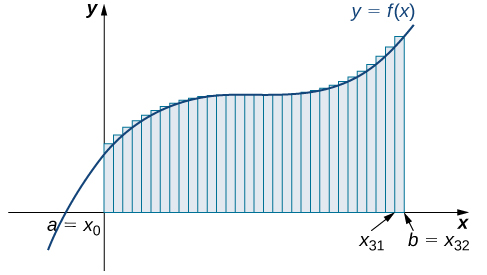 y
y = f(x)
a = x₀
x
x₃₁
b = x₃₂